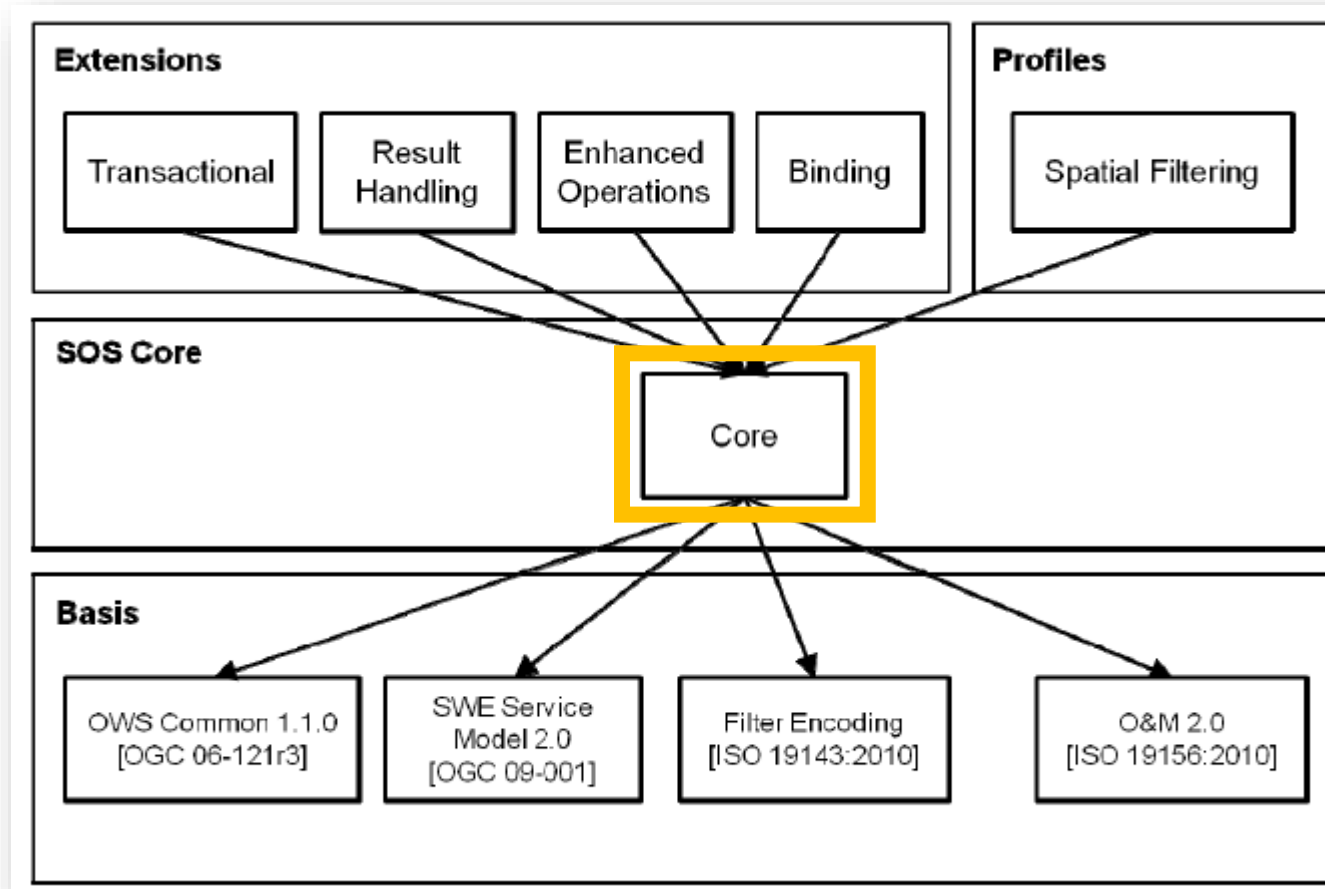 Extensions
Profiles
Transactional
Result
Handling
Enhanced
Operations
Binding
Spatial Filtering
SOS Core
Core
Basis
OWS Common 1.1.0
[OGC 06-121r3]
SWE Service
Model 2.0
[OGC 09-001]
Filter Encoding
[ISO 19143:2010]
O&M 2.0
[ISO 19156:2010]